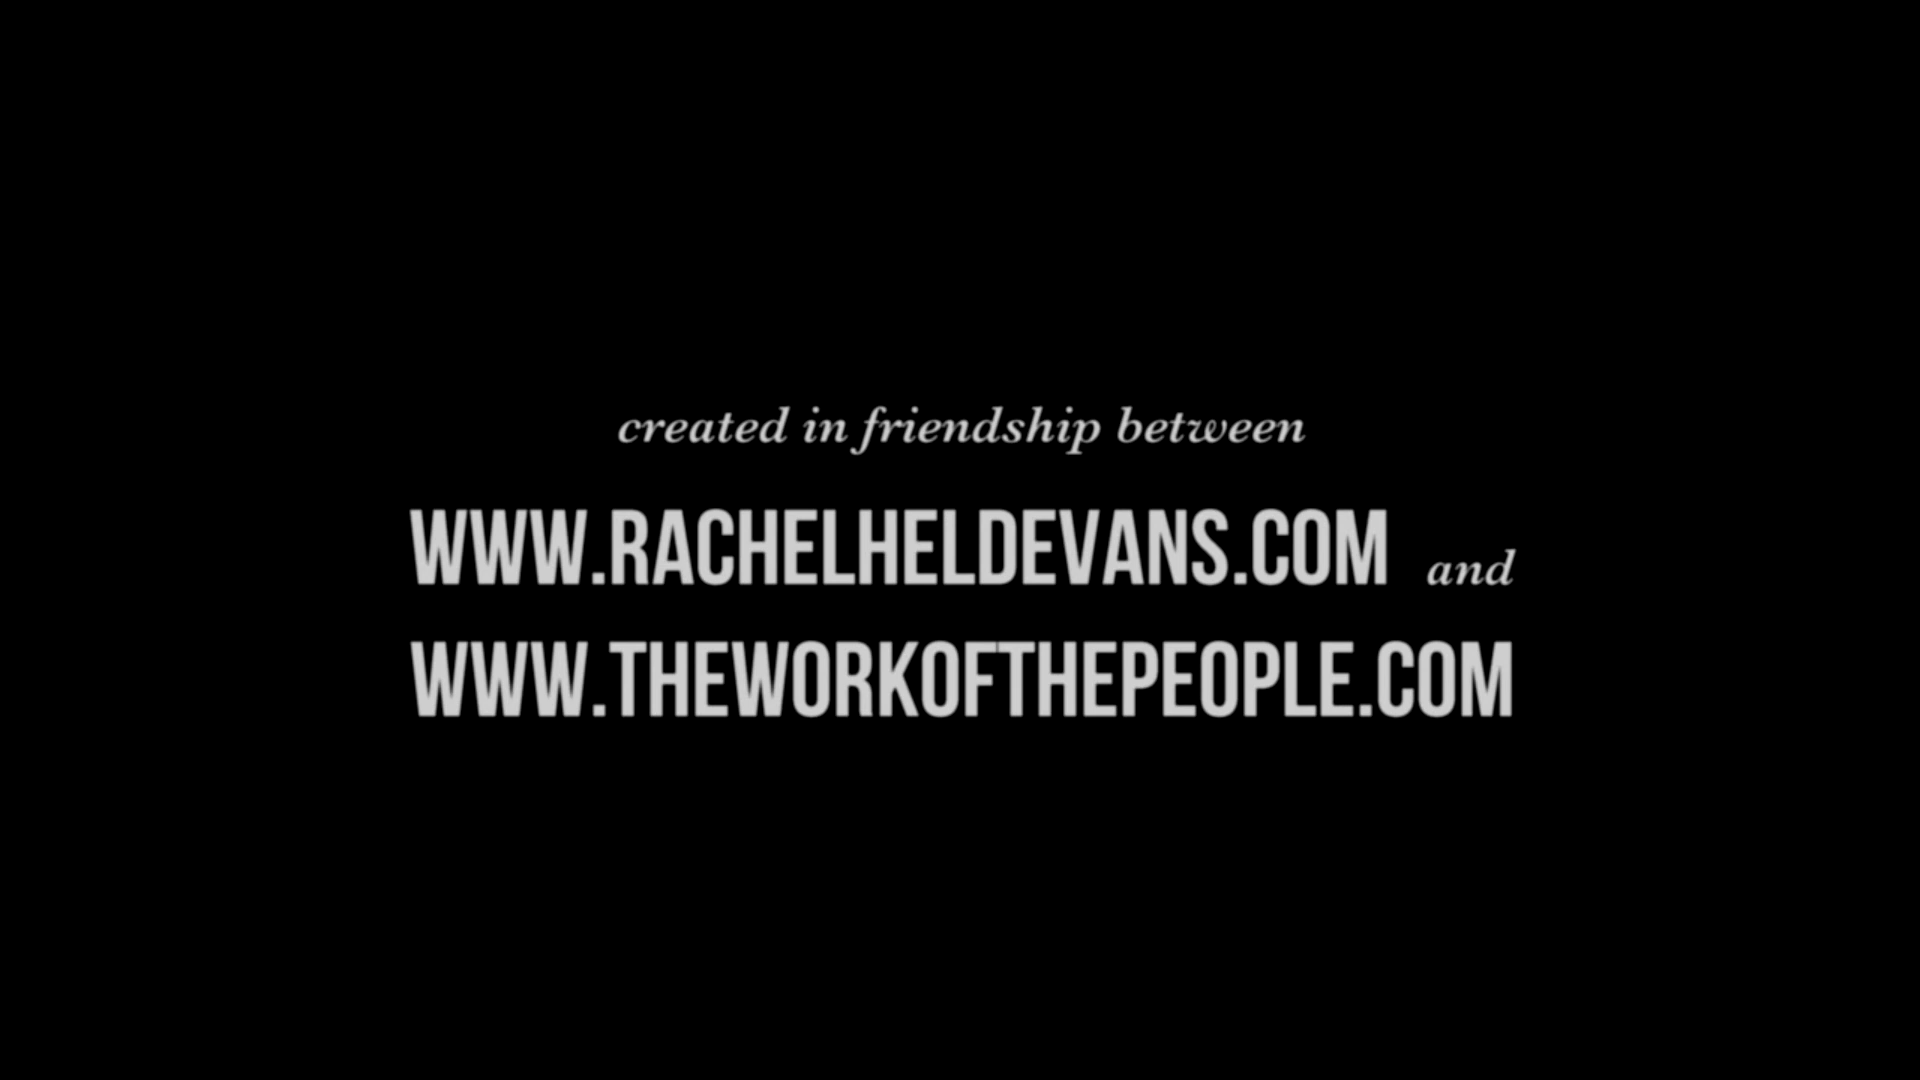 created in friendship between
WWW.RACHELHELDEVANS.COM and
WWW.THEWORKOFTHEPEOPLE.COM